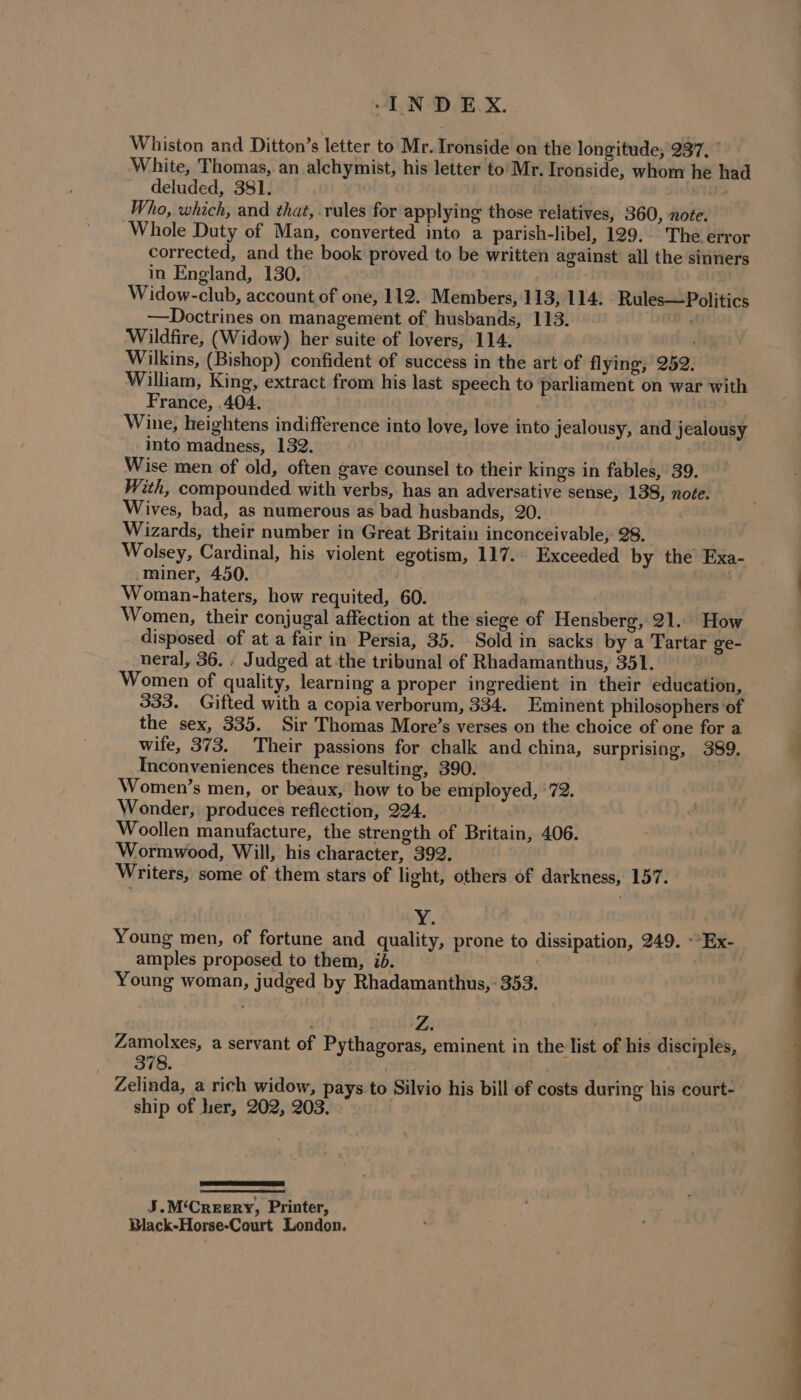 INDEX.
Whiston and Ditton’s letter to Mr. Ironside on the longitude, 237.
White, Thomas, an alchymist, his letter to Mr. Ironside, whom he had
deluded, 381.
Who, which, and that, rules for applying those relatives, 360, note.
Whole Duty of Man, converted into a parish-libel, 129. The error
corrected, and the book proved to be written against all the sinners
in England, 130.
Widow-club, account of one, 112. Members, 113, 114. Rules—Politics
—Doctrines on management of husbands, 113.
Wildfire, (Widow) her suite of lovers, 114.
Wilkins, (Bishop) confident of success in the art of flying, 252.
William, King, extract from his last speech to parliament on war with
France, 404.
Wine, heightens indifference into love, love into jealousy, and jealousy
into madness, 132.
Wise men of old, often gave counsel to their kings in fables, 39.
With, compounded with verbs, has an adversative sense, 138, note.
Wives, bad, as numerous as bad husbands, 20.
Wizards, their number in Great Britain inconceivable, 28.
Wolsey, Cardinal, his violent egotism, 117. Exceeded by the Exa-
miner, 450.
Woman-haters, how requited, 60.
Women, their conjugal affection at the siege of Hensberg, 21. How
disposed of at a fair in Persia, 35. Sold in sacks by a Tartar ge-
neral, 36. Judged at the tribunal of Rhadamanthus, 351.
Women of quality, learning a proper ingredient in their education,
333. Gifted with a copia verborum, 334. Eminent philosophers of
the sex, 335. Sir Thomas More’s verses on the choice of one for a
wife, 373. Their passions for chalk and china, surprising, 389.
Inconveniences thence resulting, 390.
Women’s men, or beaux, how to be employed, 72.
Wonder, produces reflection, 224.
Woollen manufacture, the strength of Britain, 406.
Wormwood, Will, his character, 392.
Writers, some of them stars of light, others of darkness, 157.
Y.
Young men, of fortune and quality, prone to dissipation, 249. Ex-
amples proposed to them, ib.
Young woman, judged by Rhadamanthus, 353.
Z.
Zamolxes, a servant of Pythagoras, eminent in the list of his disciples,
378.
Zelinda, a rich widow, pays to Silvio his bill of costs during his court-
ship of her, 202, 203.
J. M‘CREERY, Printer,
Black-Horse-Court London.